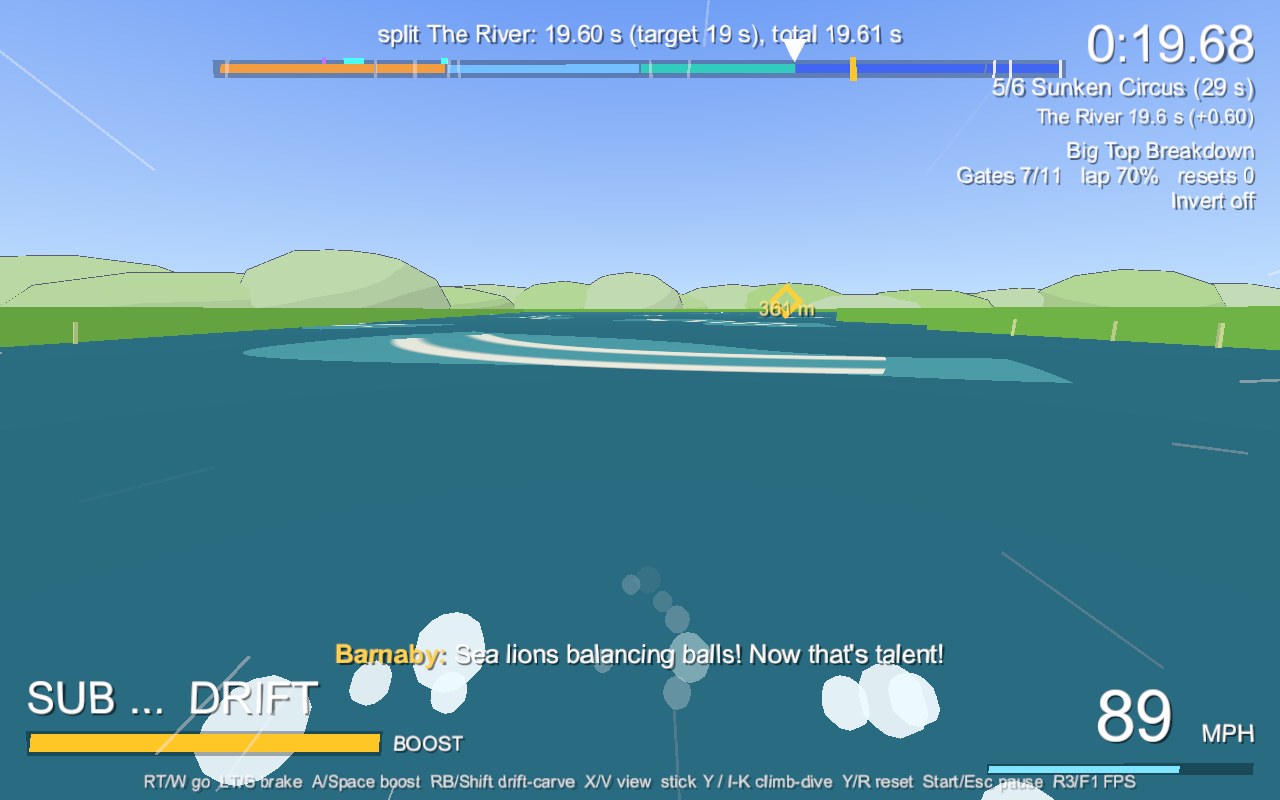 split The River: 19.60 s (target 19 s), total 19.61 s
0:19.68
5/6 Sunken Circus (29 s)
The River 19.6 s (+0.60)
Big Top Breakdown
Gates 7/11 lap 70% resets 0
Invert off
361 m
Barnaby: Sea lions balancing balls! Now that's talent!
SUB ... DRIFT
BOOST
89 MPH
RT/W go LT/S brake A/Space boost RB/Shift drift-carve X/V view stick Y / I-K climb-dive Y/R reset Start/Esc pause R3/F1 FPS